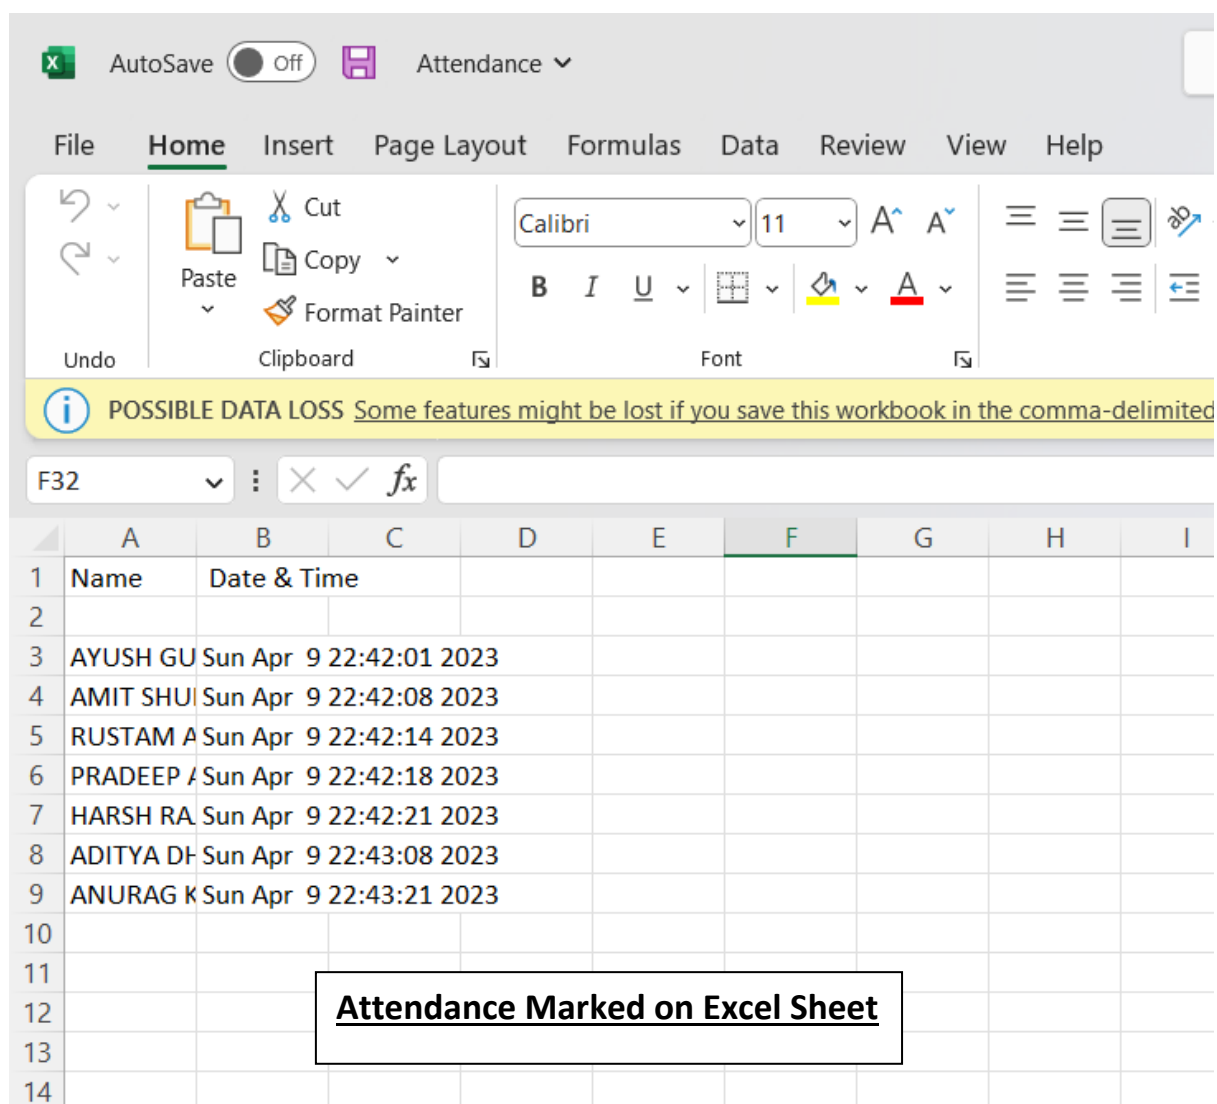 AutoSave Off Attendance
File Home Insert Page Layout Formulas Data Review View Help
Cut
Calibri 11
Copy
Paste
B I U
Format Painter
Undo Clipboard Font
POSSIBLE DATA LOSS Some features might be lost if you save this workbook in the comma-delimited
F32 fx
A B C D E F G H I
1 Name Date & Time
2
3 AYUSH GU Sun Apr 9 22:42:01 2023
4 AMIT SHU Sun Apr 9 22:42:08 2023
5 RUSTAM A Sun Apr 9 22:42:14 2023
6 PRADEEP A Sun Apr 9 22:42:18 2023
7 HARSH RA Sun Apr 9 22:42:21 2023
8 ADITYA DH Sun Apr 9 22:43:08 2023
9 ANURAG K Sun Apr 9 22:43:21 2023
10
11
Attendance Marked on Excel Sheet
12
13
14